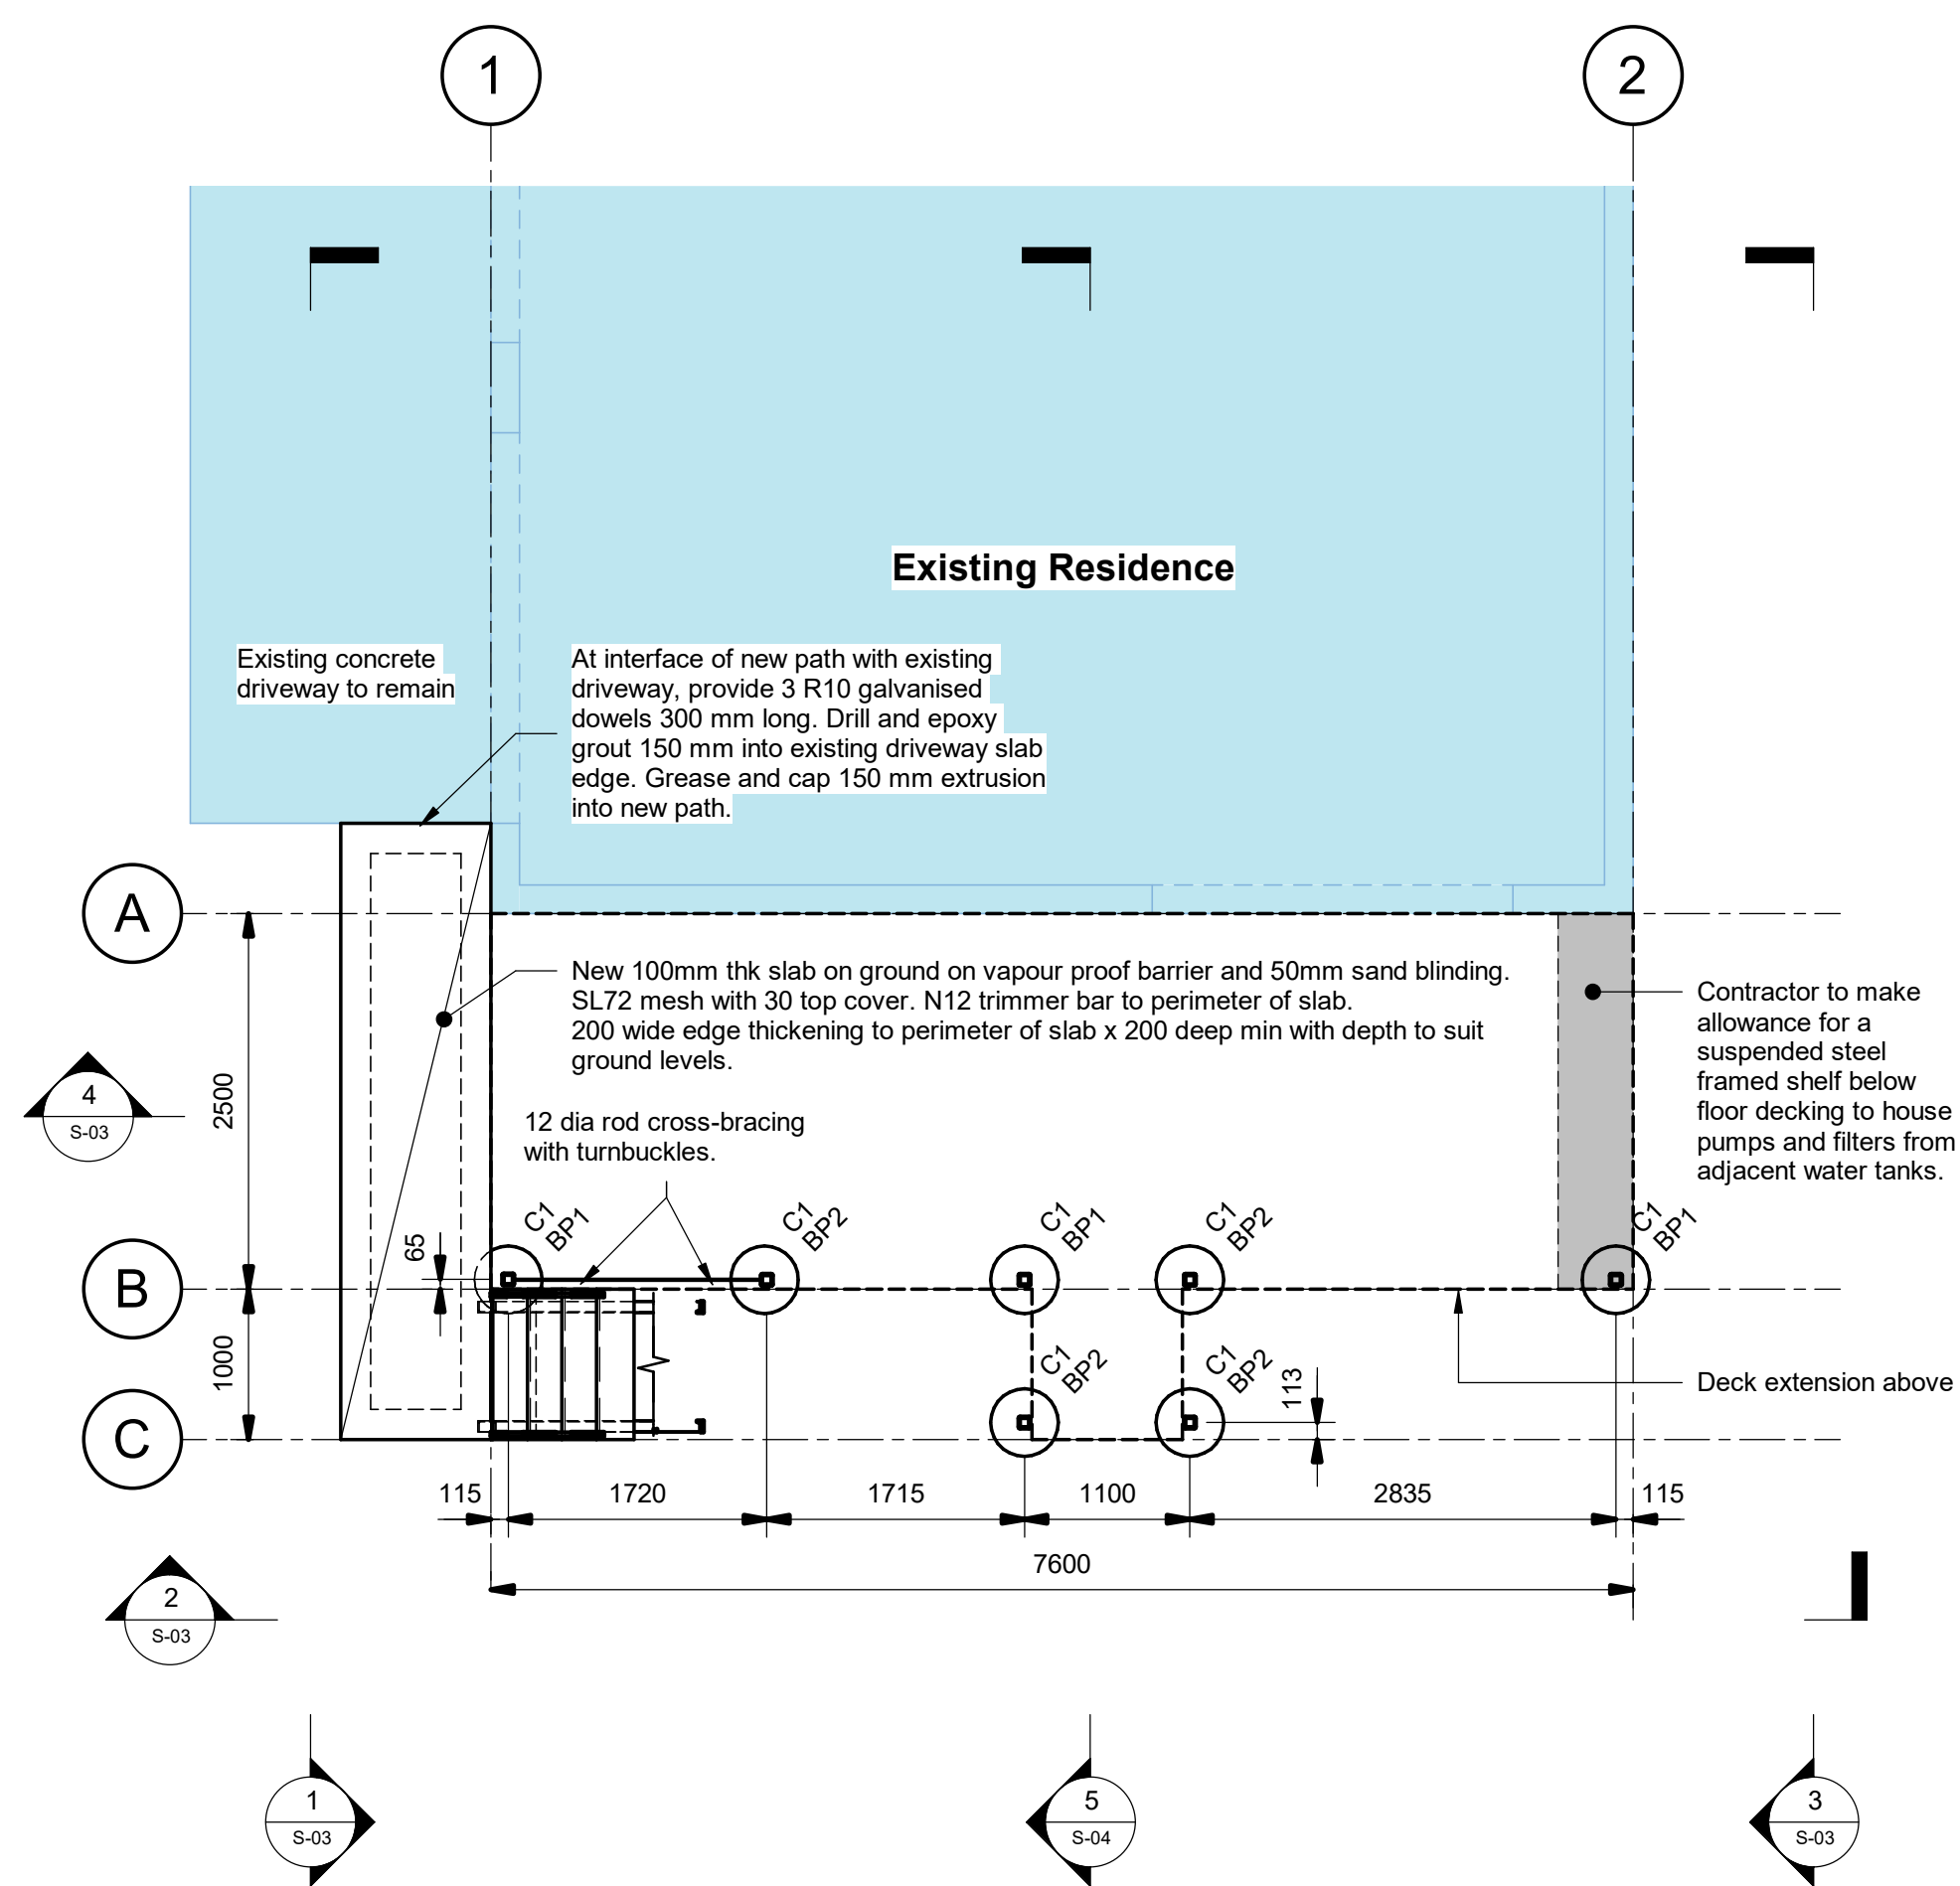 1
2
Existing Residence
Existing concrete
driveway to remain
At interface of new path with existing
driveway, provide 3 R10 galvanised
dowels 300 mm long. Drill and epoxy
grout 150 mm into existing driveway slab
edge. Grease and cap 150 mm extrusion
into new path.
A
New 100mm thk slab on ground on vapour proof barrier and 50mm sand blinding.
SL72 mesh with 30 top cover. N12 trimmer bar to perimeter of slab.
200 wide edge thickening to perimeter of slab x 200 deep min with depth to suit
ground levels.
Contractor to make
allowance for a
suspended steel
framed shelf below
floor decking to house
pumps and filters from
adjacent water tanks.
4
S-03
2500
12 dia rod cross-bracing
with turnbuckles.
65
C1
BP1
C1
BP2
C1
BP1
C1
BP2
C1
BP1
B
1000
C1
BP2
C1
BP2
113
Deck extension above
C
115
1720
1715
1100
2835
115
7600
2
S-03
1
S-03
5
S-04
3
S-03